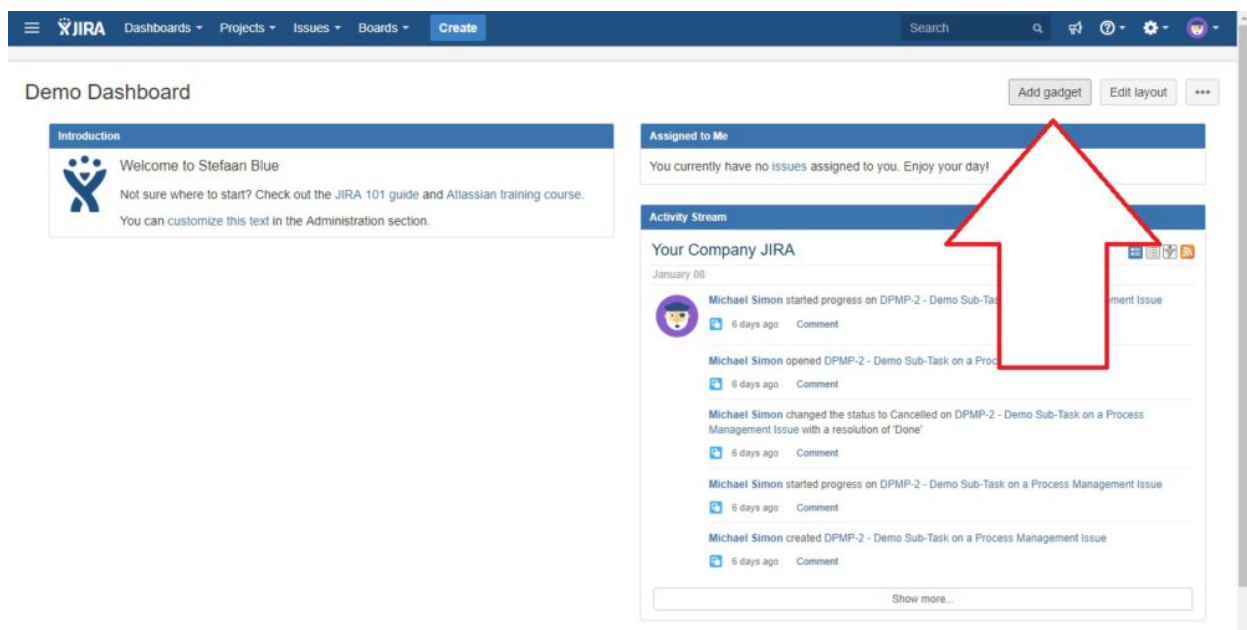 JIRA Dashboards Projects Issues Boards Create Search
Demo Dashboard
Add gadget Edit layout
Introduction
Welcome to Stefaan Blue
Not sure where to start? Check out the JIRA 101 guide and Atlassian training course.
You can customize this text in the Administration section.
Assigned to Me
You currently have no issues assigned to you. Enjoy your day!
Activity Stream
Your Company JIRA
January 08
Michael Simon started progress on DPMP-2 - Demo Sub-Tas ement Issue
6 days ago Comment
Michael Simon opened DPMP-2 - Demo Sub-Task on a Proc
6 days ago Comment
Michael Simon changed the status to Cancelled on DPMP-2 - Demo Sub-Task on a Process
Management Issue with a resolution of 'Done'
6 days ago Comment
Michael Simon started progress on DPMP-2 - Demo Sub-Task on a Process Management Issue
6 days ago Comment
Michael Simon created DPMP-2 - Demo Sub-Task on a Process Management Issue
6 days ago Comment
Show more...